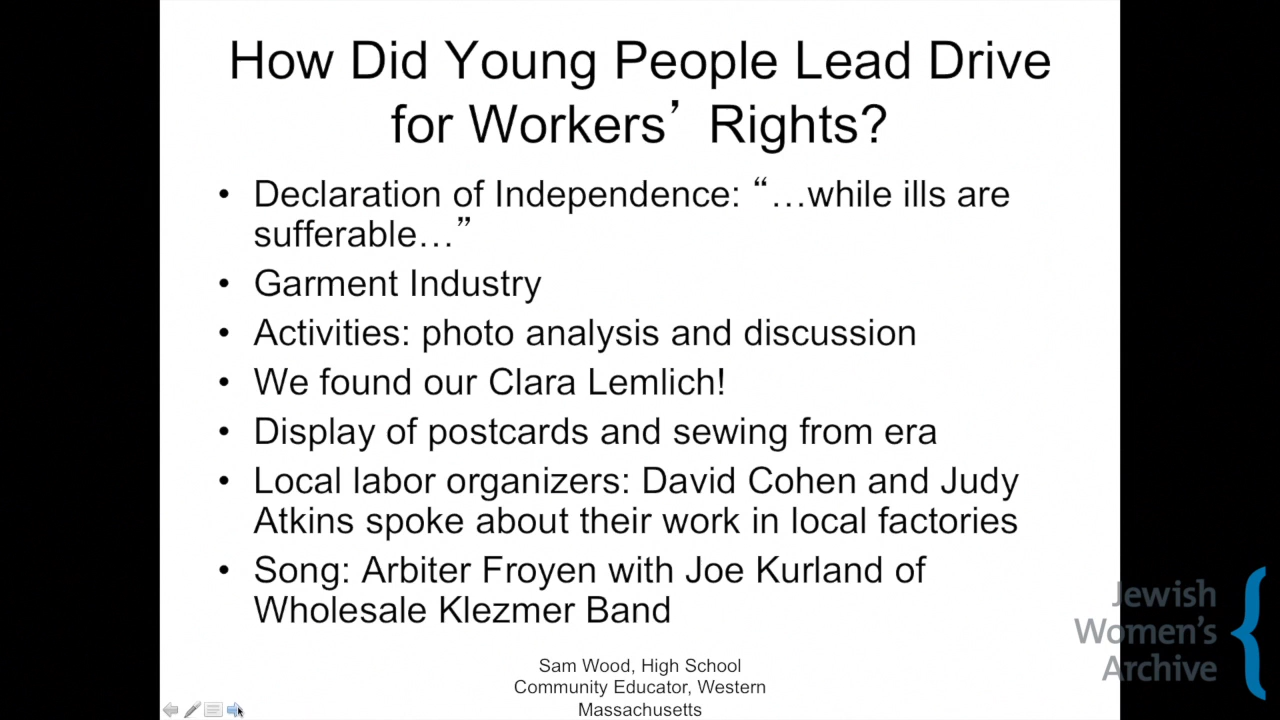 How Did Young People Lead Drive
for Workers’ Rights?
• Declaration of Independence: “…while ills are
sufferable…”
• Garment Industry
• Activities: photo analysis and discussion
• We found our Clara Lemlich!
• Display of postcards and sewing from era
• Local labor organizers: David Cohen and Judy
Atkins spoke about their work in local factories
• Song: Arbiter Froyen with Joe Kurland of
Wholesale Klezmer Band
Sam Wood, High School
Community Educator, Western
Massachusetts
Jewish
Women's
Archive